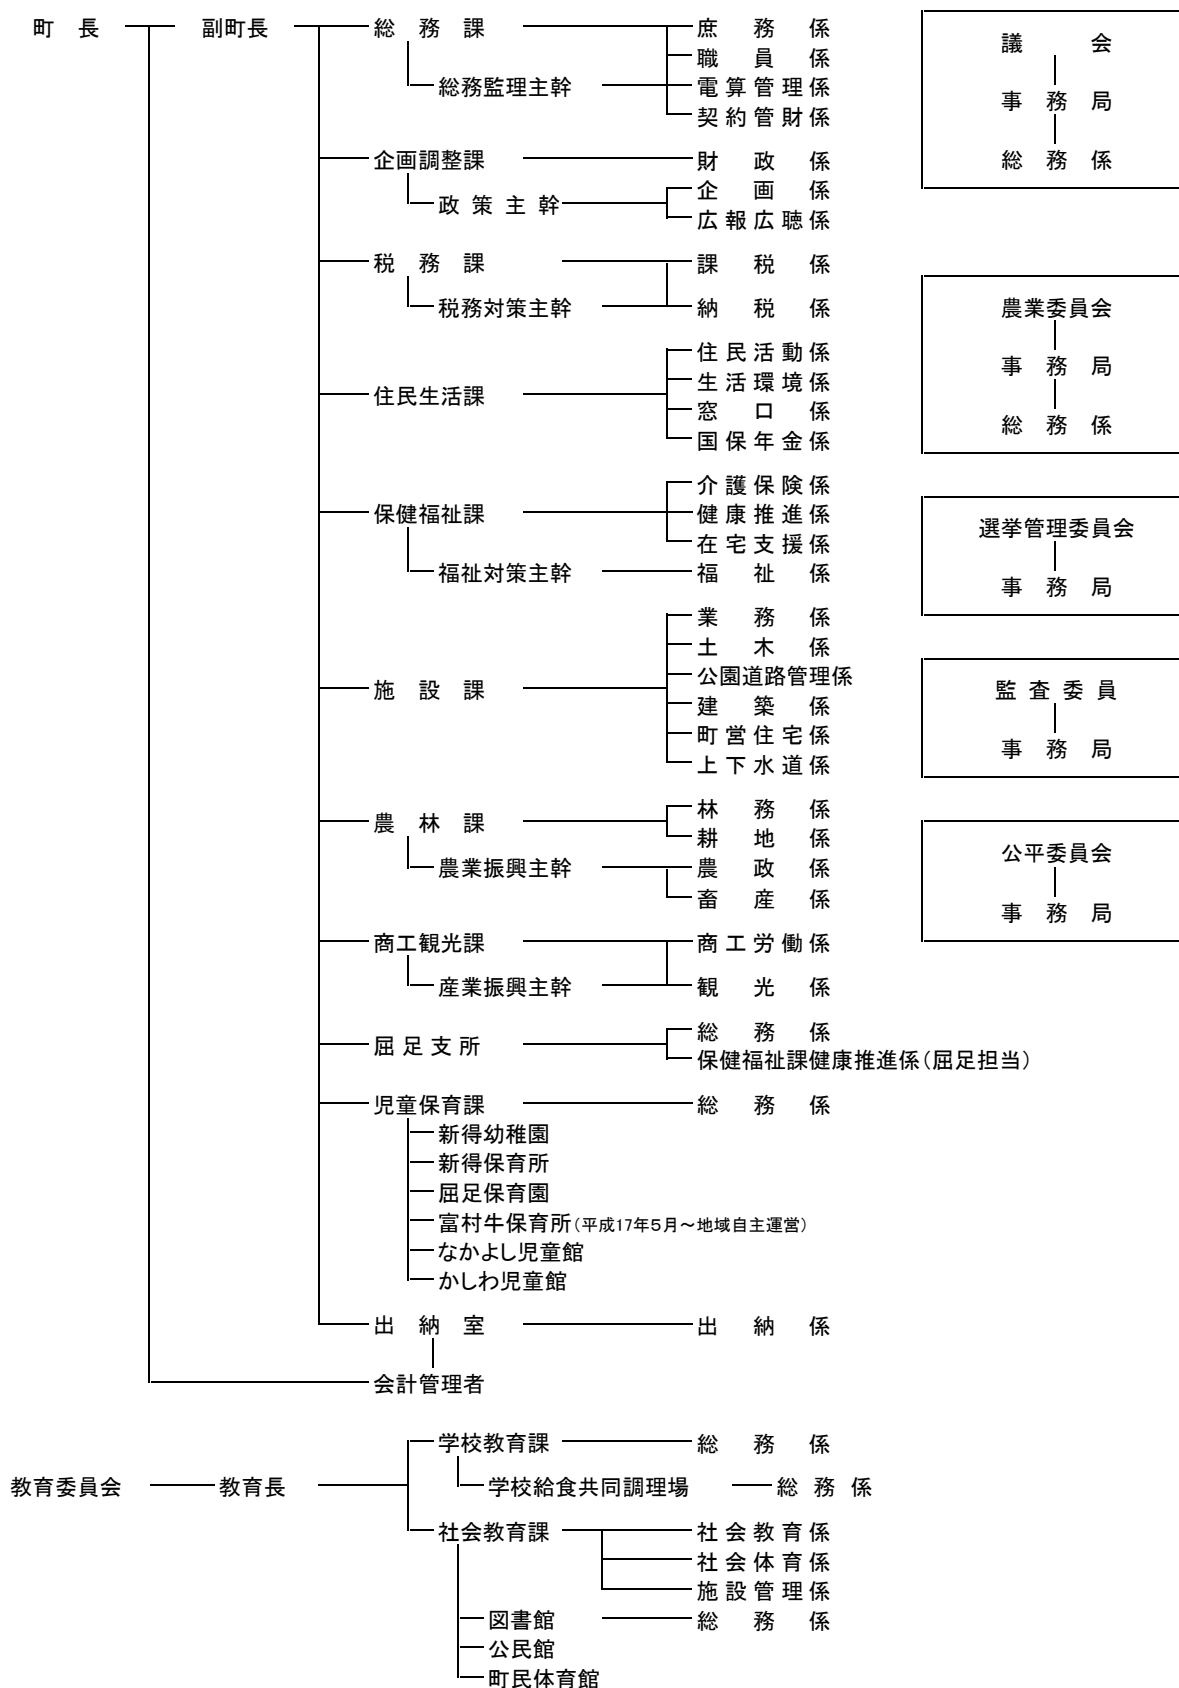 町長 副町長 総務課 庶務係
職員係
総務監理主幹 電算管理係
契約管財係
企画調整課 財政係
企画係
政策主幹
広報広聴係
税務課 課税係
税務対策主幹 納税係
住民活動係
生活環境係
住民生活課
窓口係
国保年金係
介護保険係
保健福祉課 健康推進係
在宅支援係
福祉対策主幹 福祉係
業務係
土木係
公園道路管理係
施設課
建築係
町営住宅係
上下水道係
林務係
農林課
耕地係
農業振興主幹 農政係
畜産係
商工観光課 商工労働係
産業振興主幹 観光係
総務係
屈足支所
保健福祉課健康推進係(屈足担当)
児童保育課 総務係
新得幼稚園
新得保育所
屈足保育園
富村牛保育所(平成17年5月～地域自主運営)
なかよし児童館
かしわ児童館
出納室 出納係
会計管理者
学校教育課 総務係
教育委員会 教育長 学校給食共同調理場 総務係
社会教育課 社会教育係
社会体育係
施設管理係
図書館 総務係
公民館
町民体育館
議会
事務局
総務係
農業委員会
事務局
総務係
選挙管理委員会
事務局
監査委員
事務局
公平委員会
事務局